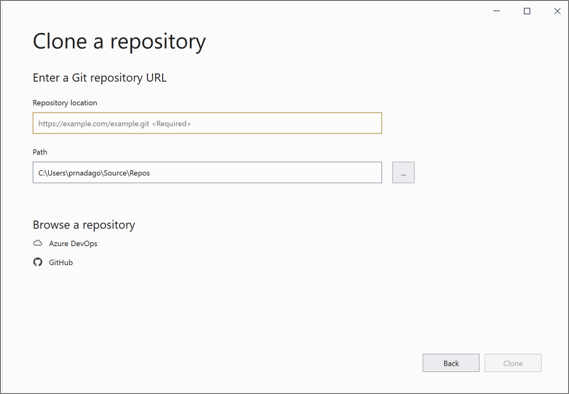 Clone a repository
Enter a Git repository URL
Repository location
https://example.com/example.git <Required>
Path
C:\Users\prnadago\Source\Repos
...
Browse a repository
Azure DevOps
GitHub
Back
Clone